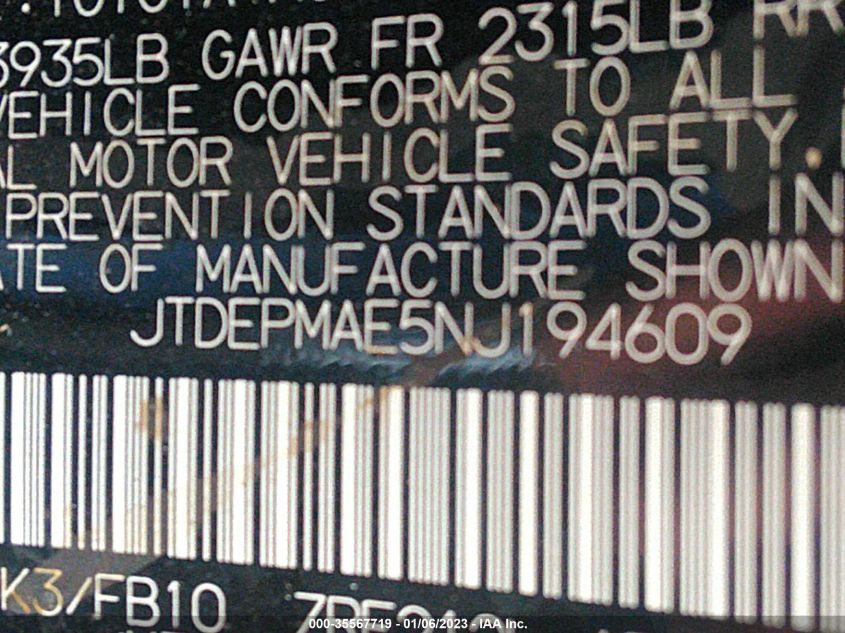 3935LB GAWR FR 2315LB RR
VEHICLE CONFORMS TO ALL
AL MOTOR VEHICLE SAFETY,
PREVENTION STANDARDS IN
ATE OF MANUFACTURE SHOWN
JTDEPMAE5NJ194609
K3/FB10
000-35567719 - 01/06/2023 - IAA Inc.